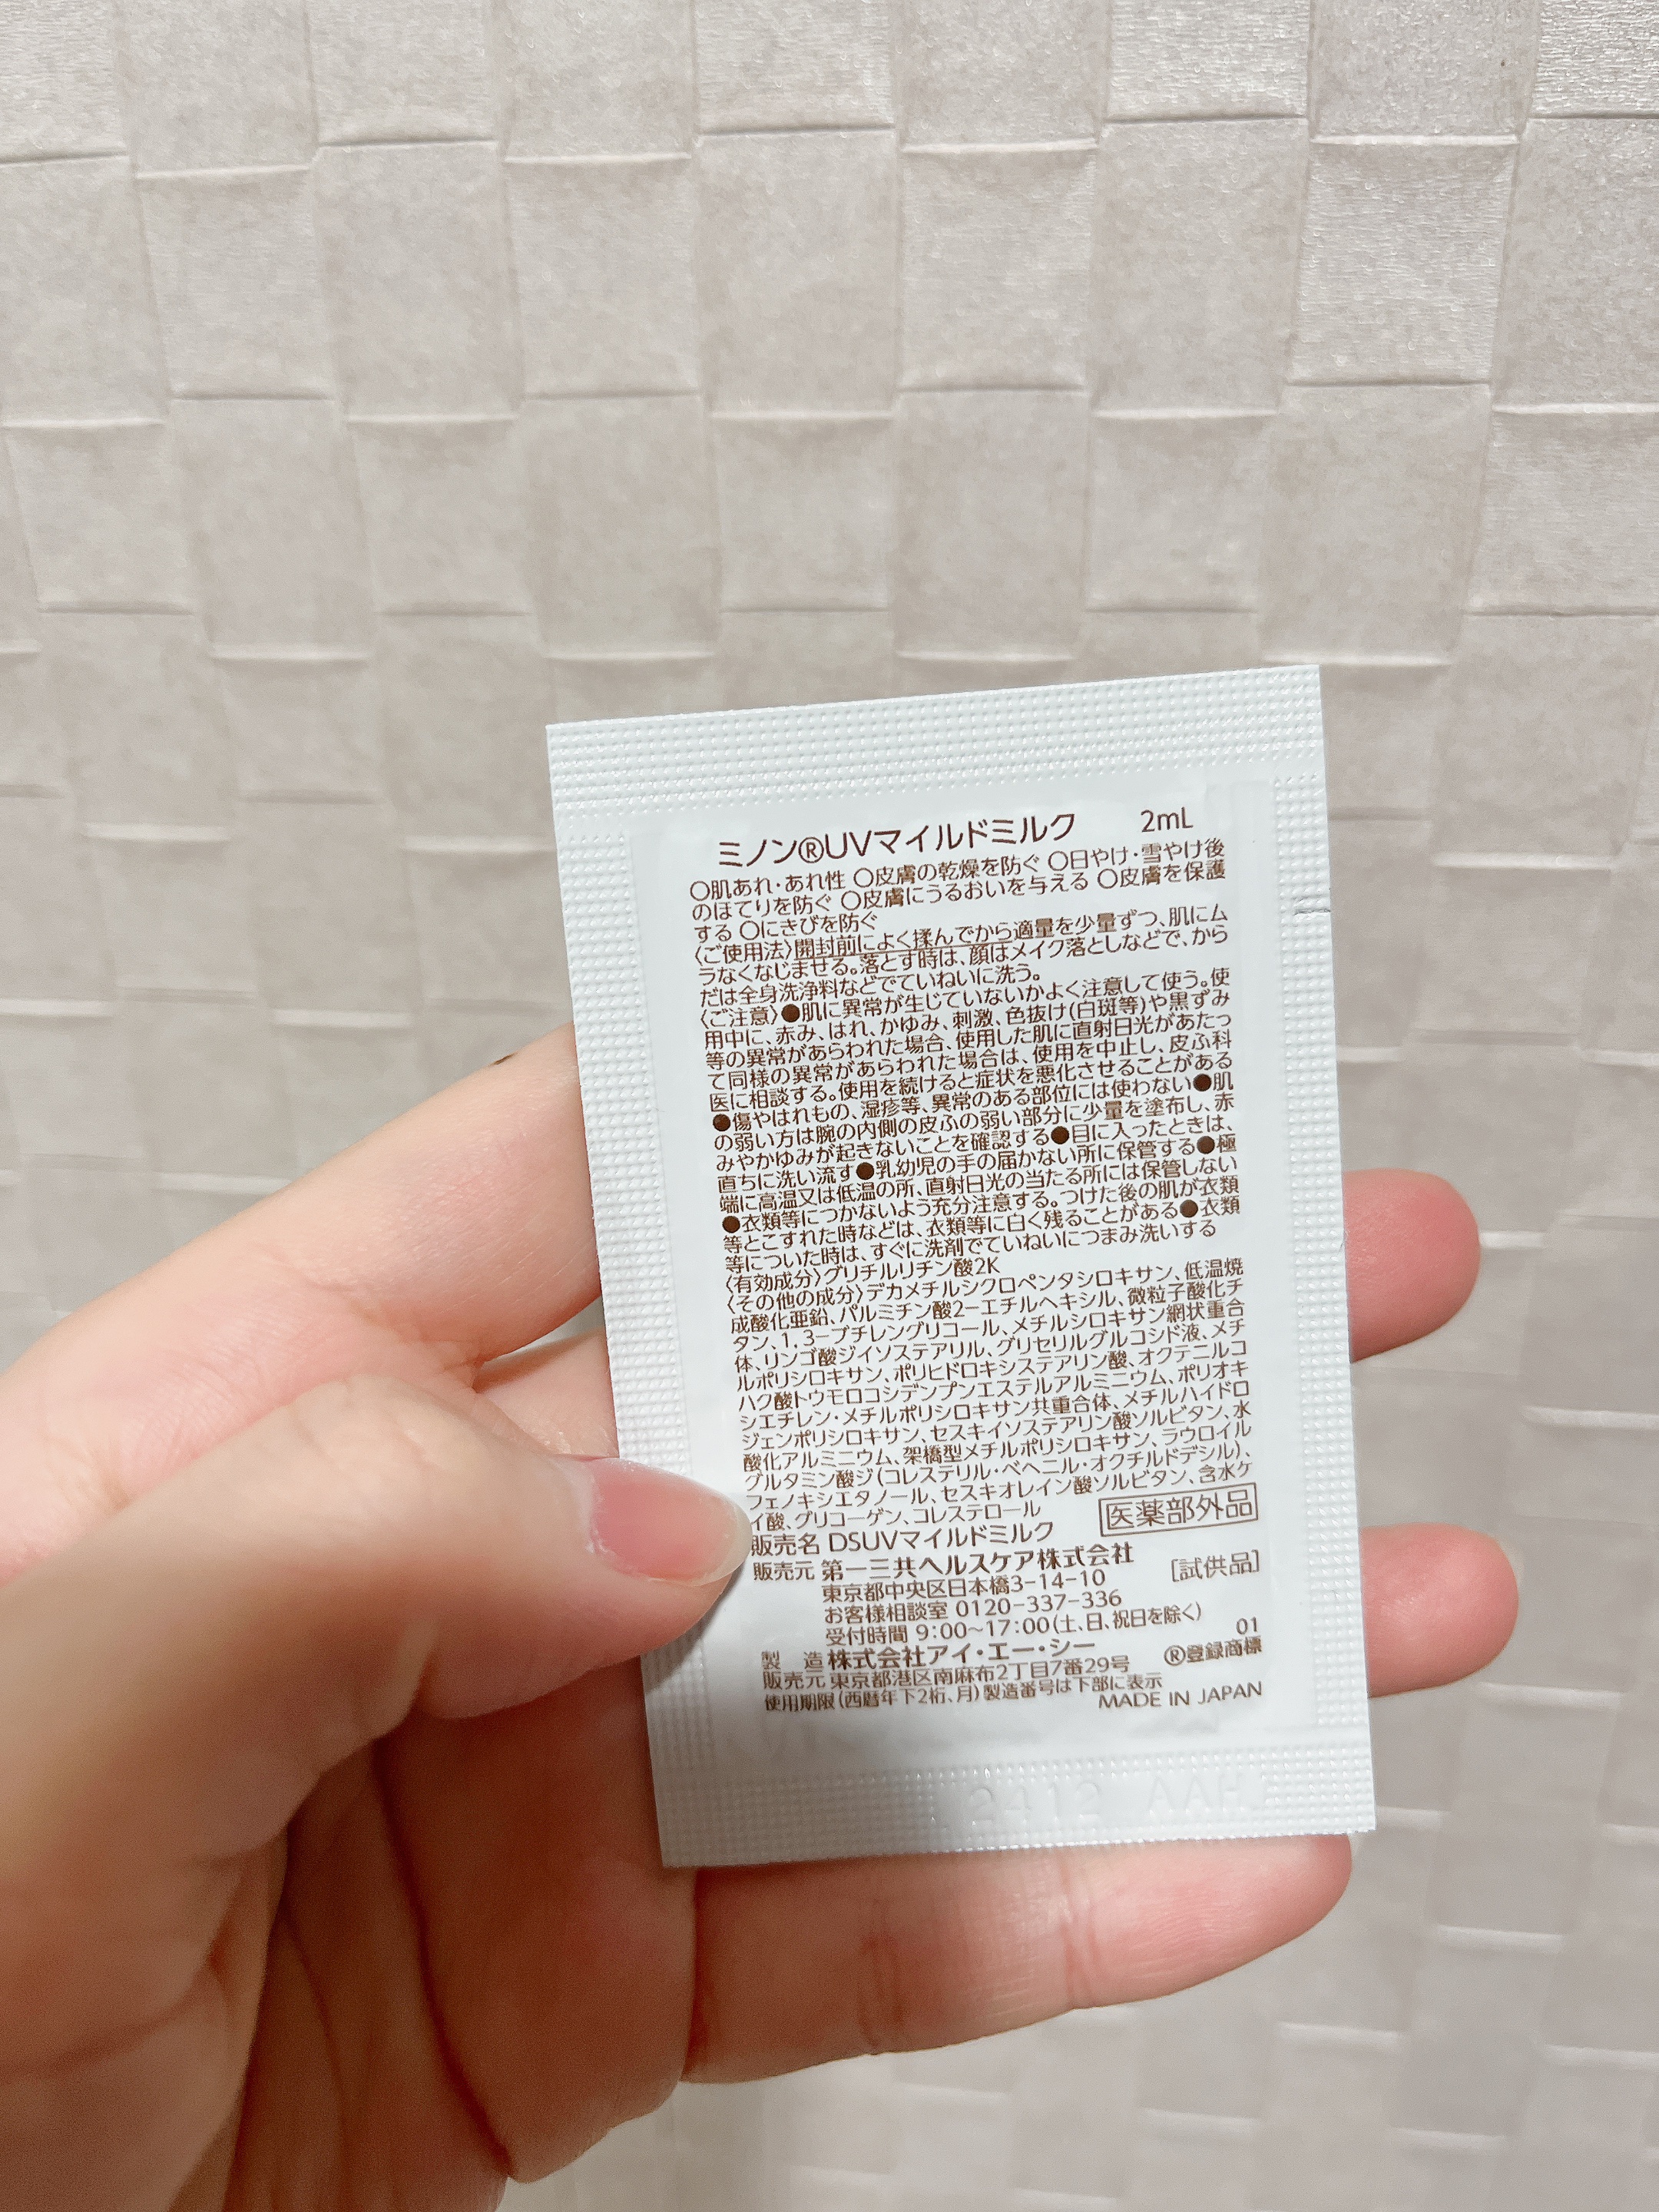 ミノン®UVマイルドミルク 2mL
○肌あれ・あれ性 ○皮膚の乾燥を防ぐ ○日やけ・雪やけ後
のほてりを防ぐ ○皮膚にうるおいを与える ○皮膚を保護
する ○にきびを防ぐ
〈ご使用法〉開封前によく揉んでから適量を少量ずつ、肌にム
ラなくなじませる。落とす時は、顔はメイク落としなどで、から
だは全身洗浄料などでていねいに洗う。
〈ご注意〉●肌に異常が生じていないかよく注意して使う。使
用中に、赤み、はれ、かゆみ、刺激、色抜け(白斑等)や黒ずみ
等の異常があらわれた場合、使用した肌に直射日光があたっ
て同様の異常があらわれた場合は、使用を中止し、皮ふ科
医に相談する。使用を続けると症状を悪化させることがある
●傷やはれもの、湿疹等、異常のある部位には使わない●肌
の弱い方は腕の内側の皮ふの弱い部分に少量を塗布し、赤
みやかゆみが起きないことを確認する●目に入ったときは、
直ちに洗い流す●乳幼児の手の届かない所に保管する●極
端に高温又は低温の所、直射日光の当たる所には保管しない
●衣類等につかないよう充分注意する。つけた後の肌が衣類
等とこすれた時などは、衣類等に白く残ることがある●衣類
等についた時は、すぐに洗剤でていねいにつまみ洗いする
〈有効成分〉グリチルリチン酸2K
〈その他の成分〉デカメチルシクロペンタシロキサン、低温焼
成酸化亜鉛、パルミチン酸2−エチルヘキシル、微粒子酸化チ
タン、1,3−ブチレングリコール、メチルシロキサン網状重合
体、リンゴ酸ジイソステアリル、グリセリルグルコシド液、メチ
ルポリシロキサン、ポリヒドロキシステアリン酸、オクテニルコ
ハク酸トウモロコシデンプンエステルアルミニウム、ポリオキ
シエチレン・メチルポリシロキサン共重合体、メチルハイドロ
ジェンポリシロキサン、セスキイソステアリン酸ソルビタン、水
酸化アルミニウム、架橋型メチルポリシロキサン、ラウロイル
グルタミン酸ジ(コレステリル・ベヘニル・オクチルドデシル)、
フェノキシエタノール、セスキオレイン酸ソルビタン、含水ケ
イ酸、グリコーゲン、コレステロール 医薬部外品
販売名 DSUVマイルドミルク
販売元 第一三共ヘルスケア株式会社 [試供品]
東京都中央区日本橋3-14-10
お客様相談室 0120-337-336
受付時間 9:00〜17:00(土、日、祝日を除く) 01
製 造 株式会社アイ・エー・シー ®登録商標
販売元 東京都港区南麻布2丁目7番29号
使用期限(西暦年下2桁、月)製造番号は下部に表示 MADE IN JAPAN
2412 AAH